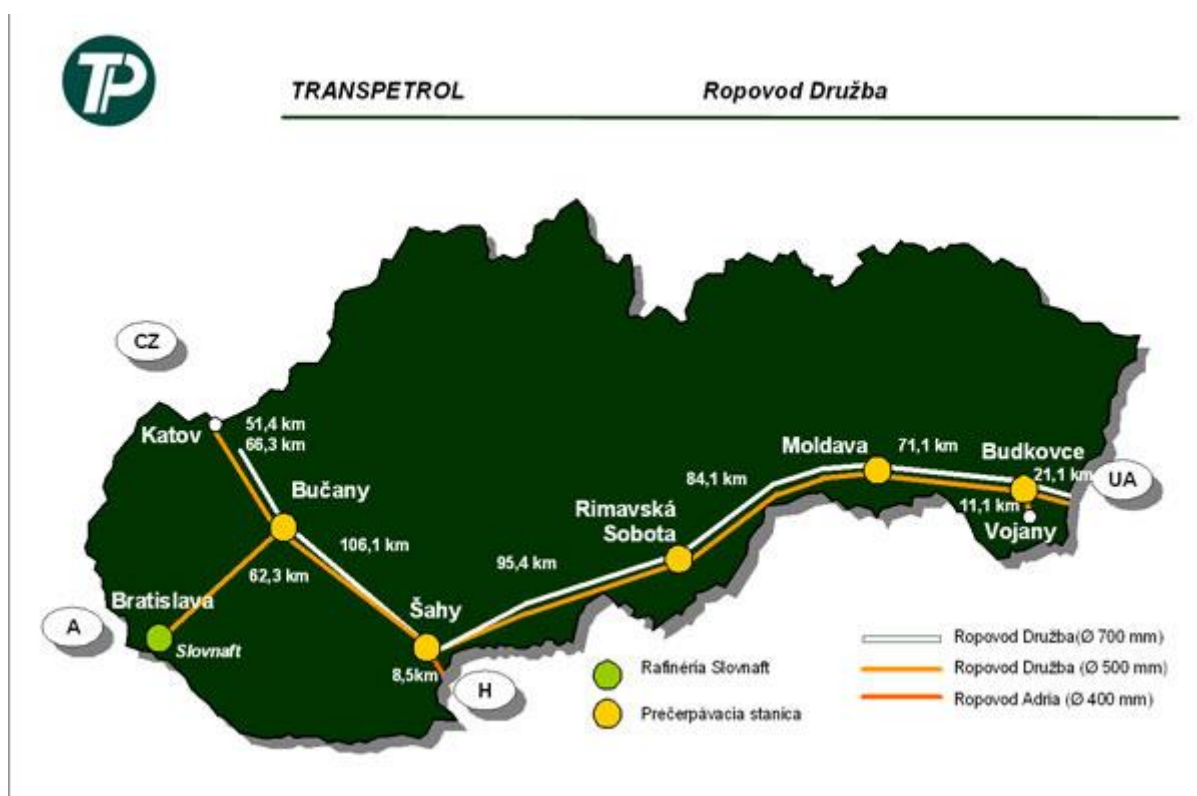 TP
TRANSPETROL
Ropovod Družba
CZ
Katov
51,4 km
66,3 km
Bučany
106,1 km
62,3 km
Bratislava
A
Slovnaft
Šahy
8,5km
H
95,4 km
Rimavská
Sobota
84,1 km
Moldava
71,1 km
Budkovce
21,1 km
UA
11,1 km
Vojany
Rafinéria Slovnaft
Prečerpávacia stanica
Ropovod Družba(Ø 700 mm)
Ropovod Družba (Ø 500 mm)
Ropovod Adria (Ø 400 mm)